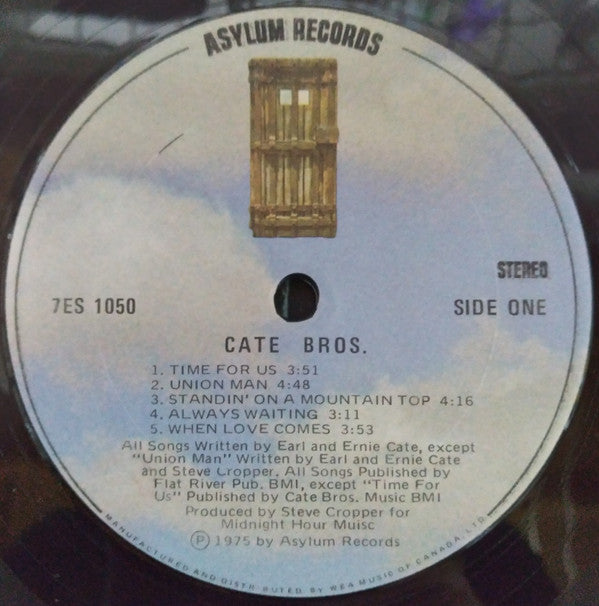 ASYLUM RECORDS
STEREO
7ES 1050
SIDE ONE
CATE BROS.
1. TIME FOR US 3:51
2. UNION MAN 4:48
3. STANDIN' ON A MOUNTAIN TOP 4:16
4. ALWAYS WAITING 3:11
5. WHEN LOVE COMES 3:53
All Songs Written by Earl and Ernie Cate, except
"Union Man" Written by Earl and Ernie Cate
and Steve Cropper. All Songs Published by
Flat River Pub. BMI, except "Time For
Us" Published by Cate Bros. Music BMI
Produced by Steve Cropper for
Midnight Hour Muisc
Ⓟ 1975 by Asylum Records
MANUFACTURED AND DISTRIBUTED BY WEA MUSIC OF CANADA, LTD.